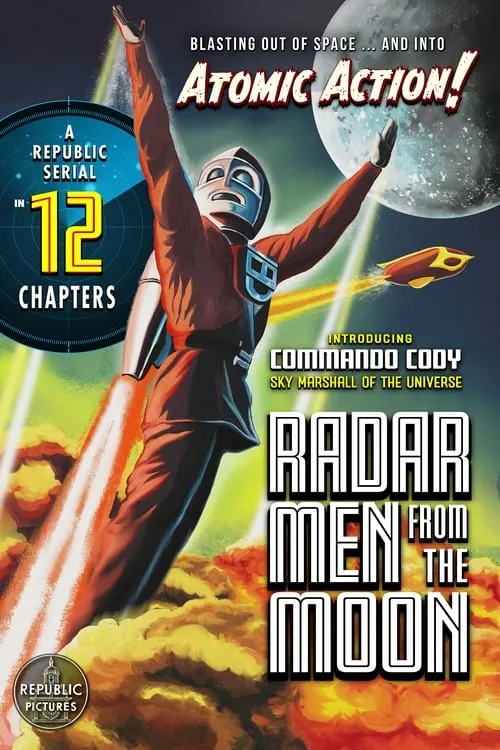 BLASTING OUT OF SPACE ... AND INTO
ATOMIC ACTION!
A
REPUBLIC
SERIAL
IN
12
CHAPTERS
INTRODUCING
COMMANDO CODY
SKY MARSHALL OF THE UNIVERSE
RADAR
MEN FROM
THE
MOON
REPUBLIC
PICTURES